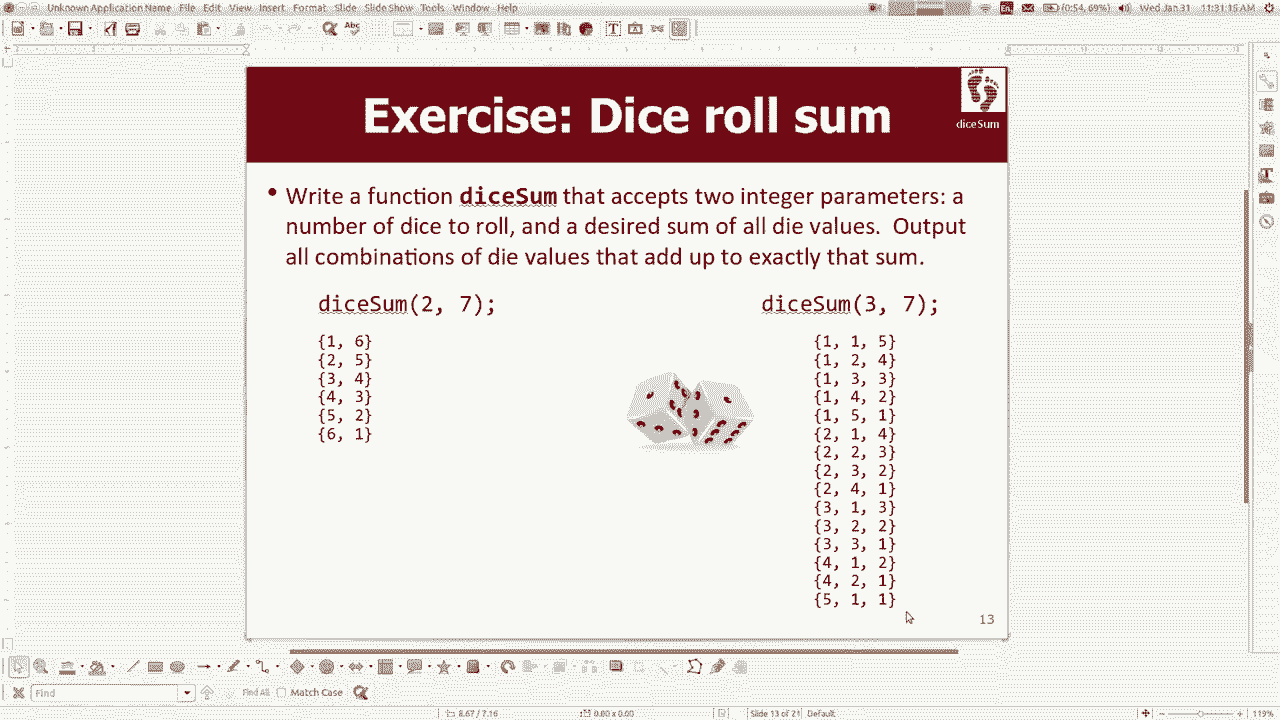 Unknown Application Name File Edit View Insert Format Slide Slide Show Tools Window Help
En (0:54, 69%) Wed Jan 31 11:31:15 AM
Abc
Exercise: Dice roll sum
diceSum
• Write a function diceSum that accepts two integer parameters: a
number of dice to roll, and a desired sum of all die values. Output
all combinations of die values that add up to exactly that sum.
diceSum(2, 7);
{1, 6}
{2, 5}
{3, 4}
{4, 3}
{5, 2}
{6, 1}
diceSum(3, 7);
{1, 1, 5}
{1, 2, 4}
{1, 3, 3}
{1, 4, 2}
{1, 5, 1}
{2, 1, 4}
{2, 2, 3}
{2, 3, 2}
{2, 4, 1}
{3, 1, 3}
{3, 2, 2}
{3, 3, 1}
{4, 1, 2}
{4, 2, 1}
{5, 1, 1}
13
Find Find All Match Case
8.67 / 7.16 0.00 x 0.00 Slide 13 of 21 Default 119%